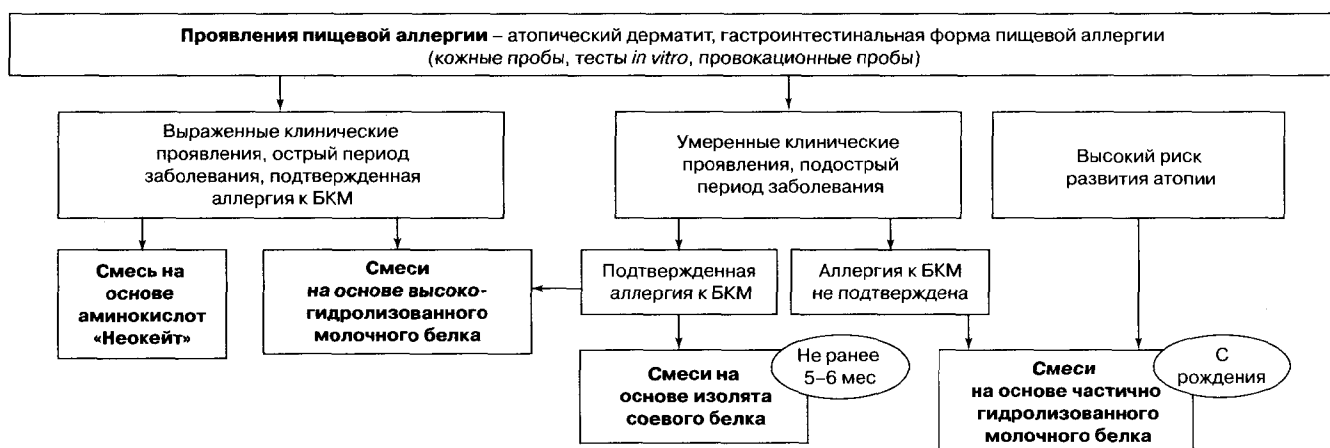 Проявления пищевой аллергии – атопический дерматит, гастроинтестинальная форма пищевой аллергии
(кожные пробы, тесты in vitro, провокационные пробы)
Выраженные клинические
проявления, острый период
заболевания, подтвержденная
аллергия к БКМ
Умеренные клинические
проявления, подострый
период заболевания
Высокий риск
развития атопии
Смесь на
основе
аминокислот
«Неокейт»
Смеси
на основе высоко-
гидролизованного
молочного белка
Подтвержденная
аллергия к БКМ
Аллергия к БКМ
не подтверждена
Смеси на
основе изолята
соевого белка
Не ранее
5–6 мес
Смеси
на основе частично
гидролизованного
молочного белка
С
рождения